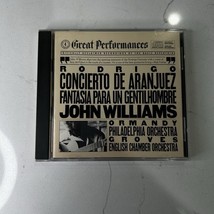 Great Performances
RODRIGO
CONCIERTO DE ARANJUEZ
FANTASIA PARA UN GENTILHOMBRE
JOHN WILLIAMS
ORMANDY
PHILADELPHIA ORCHESTRA
GROVES
ENGLISH CHAMBER ORCHESTRA